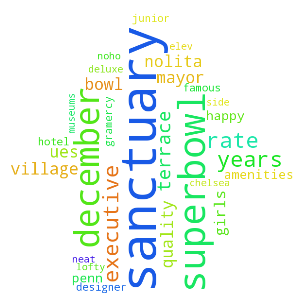 junior
sanctuary
elev
noho
nolita
deluxe
mayor
bowl
famous
december
superbowl
museums
gramercy
side
terrace
happy
hotel
rate
ues
years
village
executive
amenities
chelsea
girls
quality
neat
lofty
penn
designer